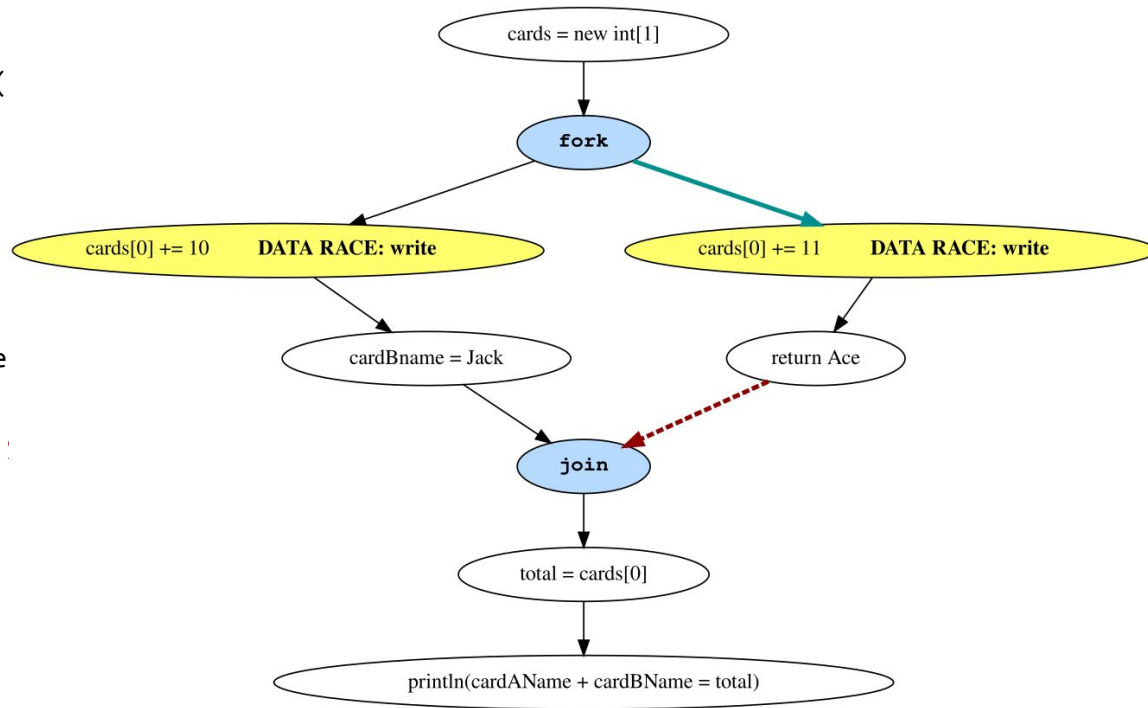 cards = new int[1]
fork
cards[0] += 10 DATA RACE: write
cards[0] += 11 DATA RACE: write
e
cardBname = Jack
return Ace
join
total = cards[0]
println(cardAName + cardBName = total)